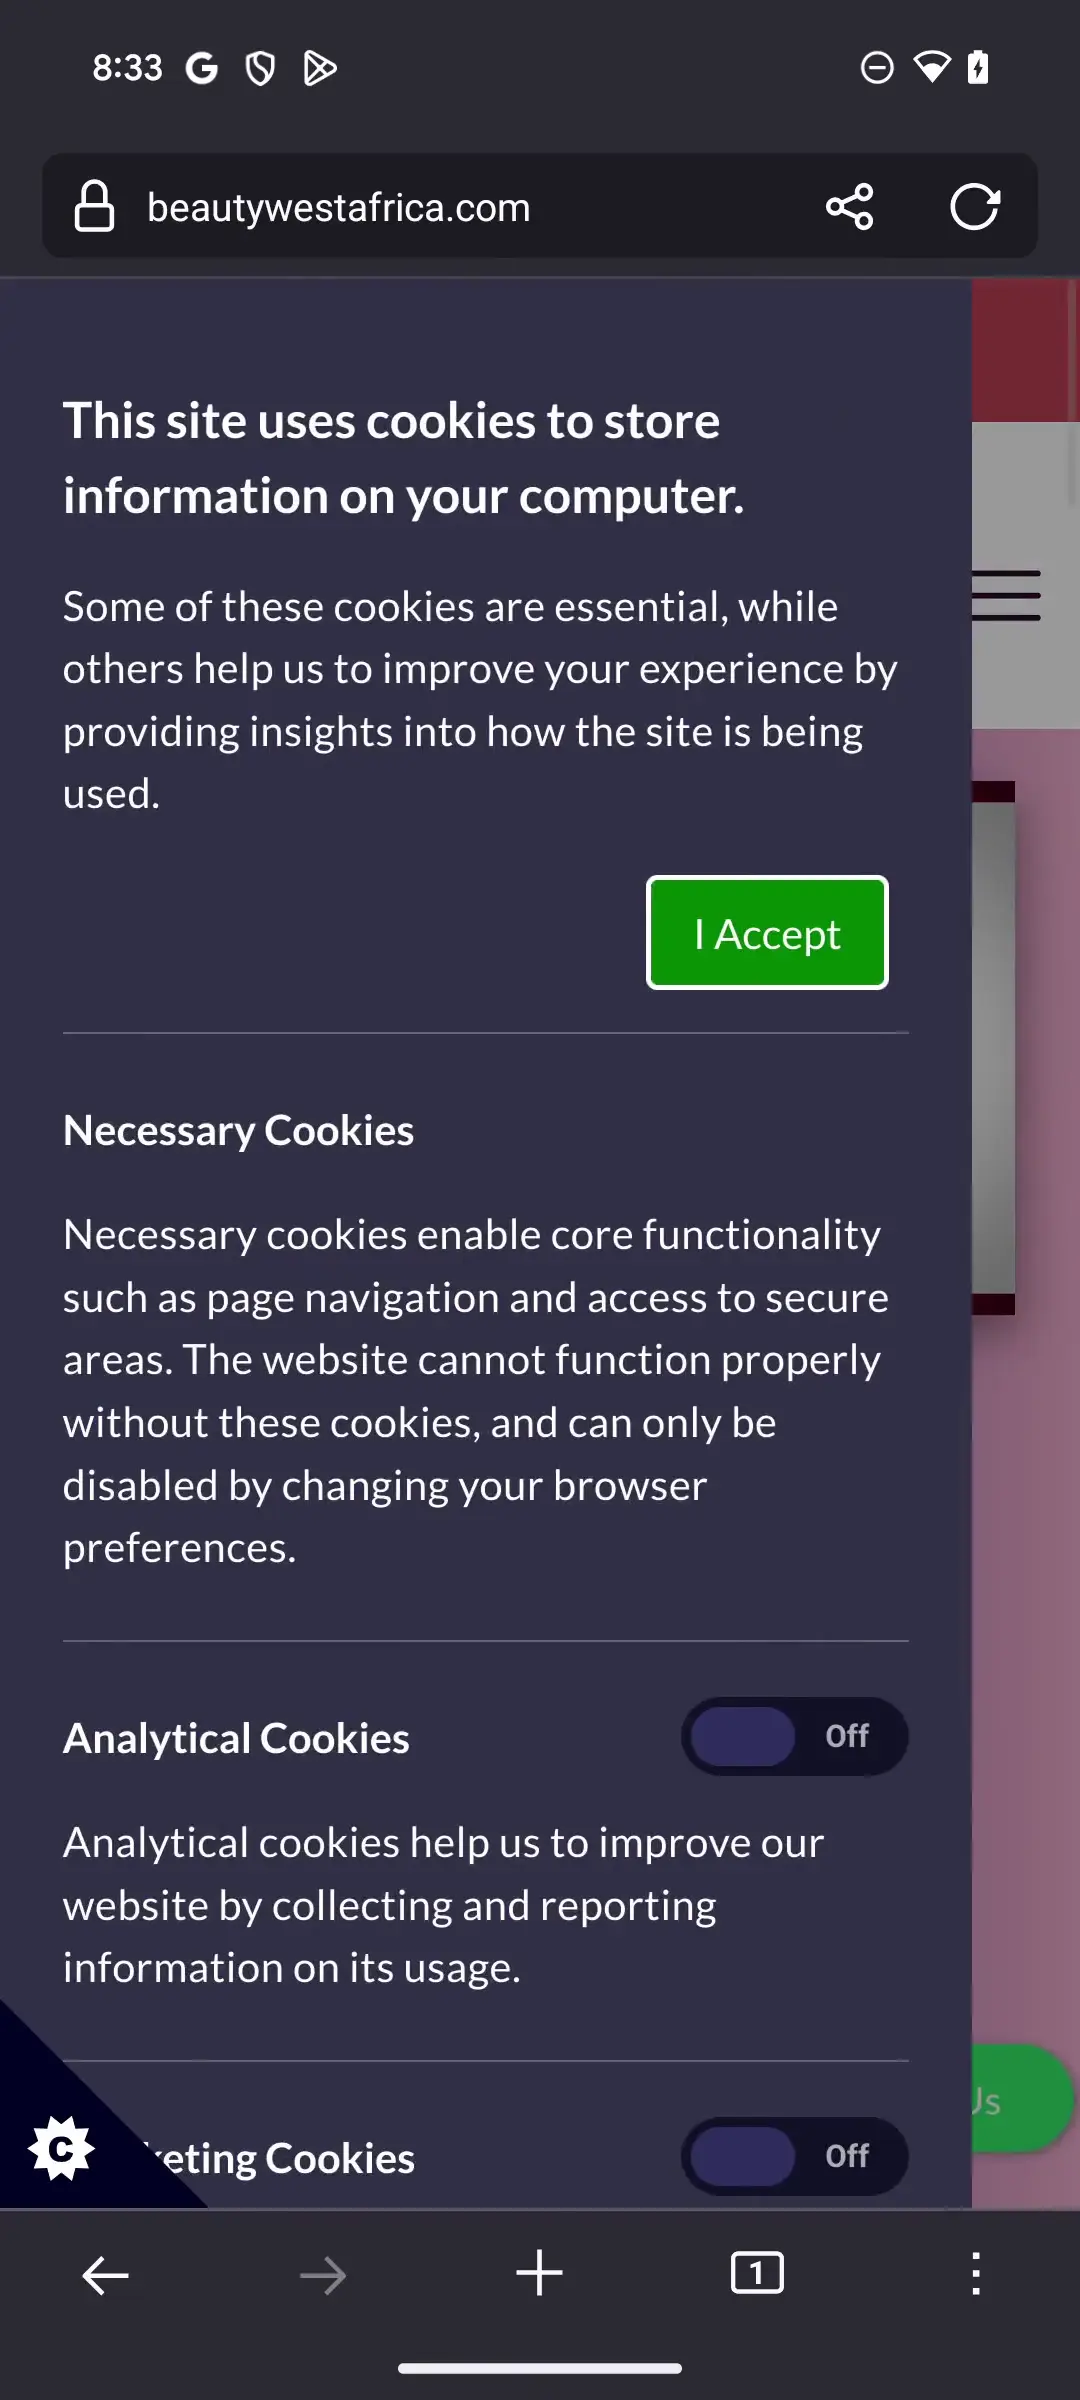 8:33
beautywestafrica.com
This site uses cookies to store
information on your computer.
Some of these cookies are essential, while
others help us to improve your experience by
providing insights into how the site is being
used.
I Accept
Necessary Cookies
Necessary cookies enable core functionality
such as page navigation and access to secure
areas. The website cannot function properly
without these cookies, and can only be
disabled by changing your browser
preferences.
Analytical Cookies
Off
Analytical cookies help us to improve our
website by collecting and reporting
information on its usage.
Us
C
keting Cookies
Off
1